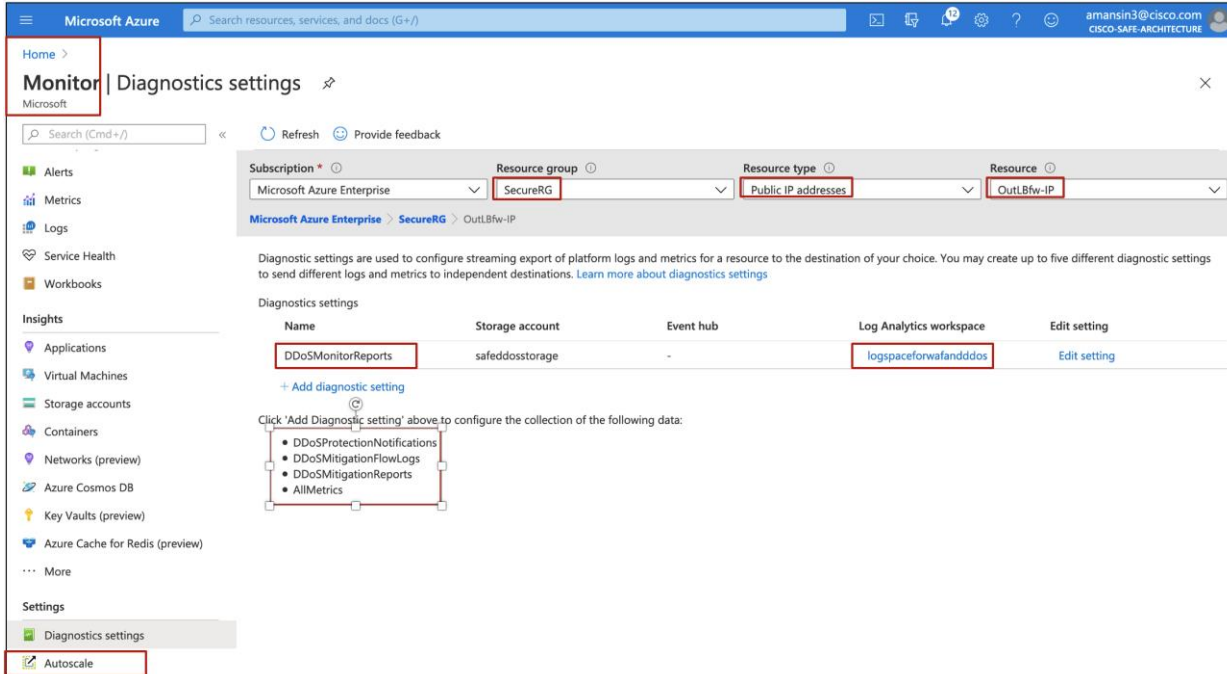 Microsoft Azure
Search resources, services, and docs (G+/)
12
amansin3@cisco.com
CISCO-SAFE-ARCHITECTURE
Home >
Monitor | Diagnostics settings
Microsoft
Search (Cmd+/)
«
Refresh
Provide feedback
Alerts
Metrics
Logs
Service Health
Workbooks
Insights
Applications
Virtual Machines
Storage accounts
Containers
Networks (preview)
Azure Cosmos DB
Key Vaults (preview)
Azure Cache for Redis (preview)
··· More
Settings
Diagnostics settings
Autoscale
Subscription * Resource group Resource type Resource
Microsoft Azure Enterprise SecureRG Public IP addresses OutLBfw-IP
Microsoft Azure Enterprise > SecureRG > OutLBfw-IP
Diagnostic settings are used to configure streaming export of platform logs and metrics for a resource to the destination of your choice. You may create up to five different diagnostic settings
to send different logs and metrics to independent destinations. Learn more about diagnostics settings
Diagnostics settings
Name Storage account Event hub Log Analytics workspace Edit setting
DDoSMonitorReports safeddosstorage - logspaceforwafandddos Edit setting
+ Add diagnostic setting
Click 'Add Diagnostic setting' above to configure the collection of the following data:
• DDoSProtectionNotifications
• DDoSMitigationFlowLogs
• DDoSMitigationReports
• AllMetrics